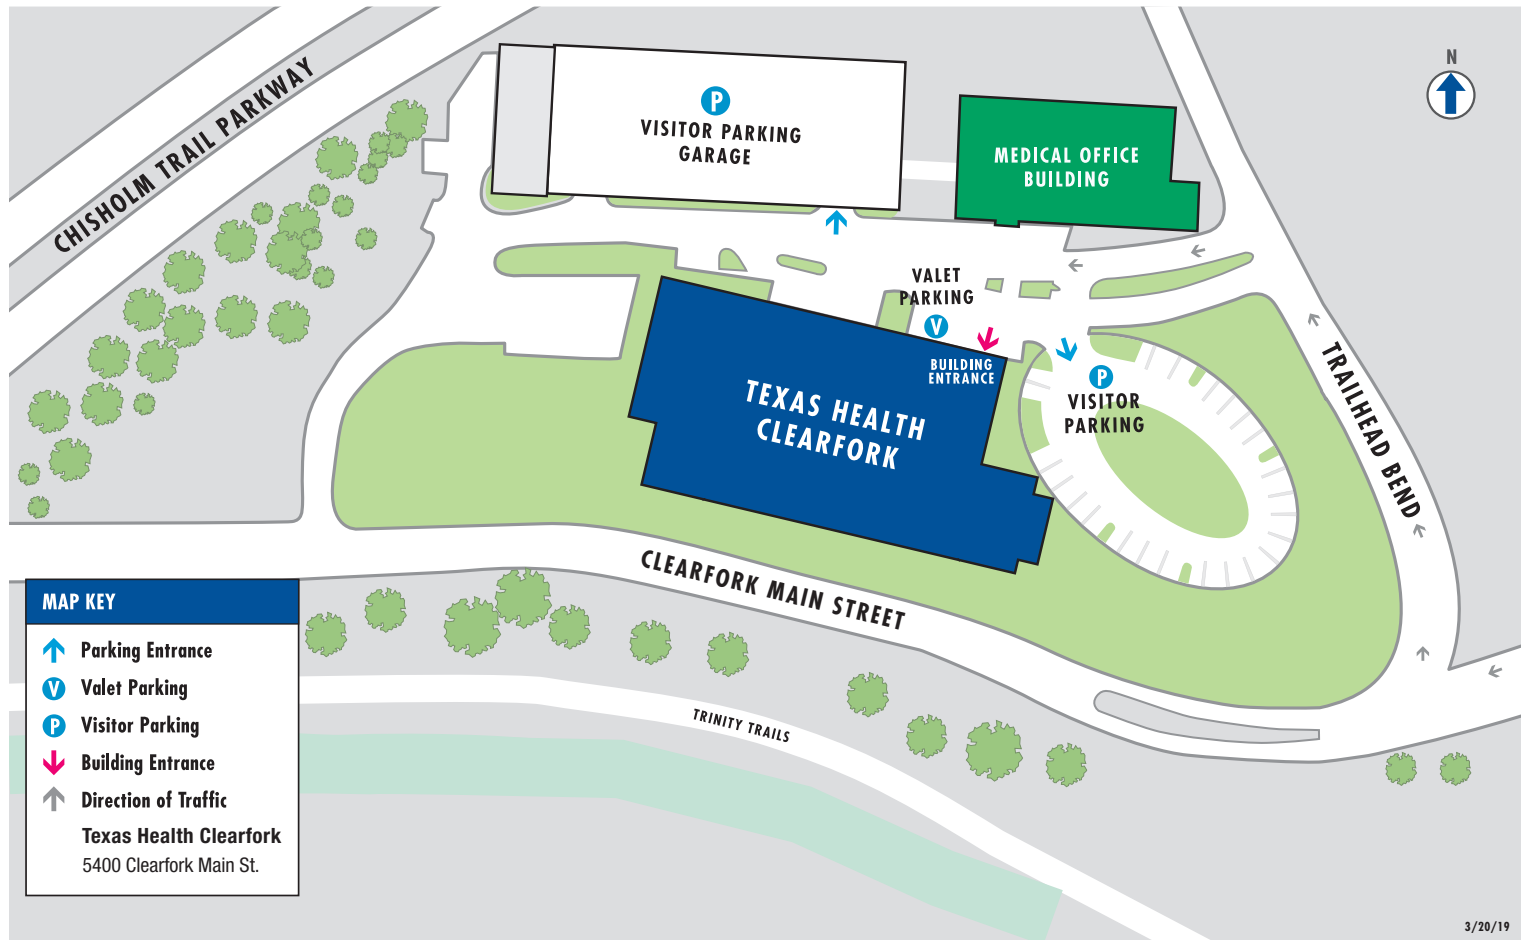 N
CHISHOLM TRAIL PARKWAY
P
VISITOR PARKING
GARAGE
MEDICAL OFFICE
BUILDING
VALET
PARKING
V
BUILDING
ENTRANCE
P
VISITOR
PARKING
TEXAS HEALTH
CLEARFORK
TRAILHEAD BEND
CLEARFORK MAIN STREET
TRINITY TRAILS
MAP KEY
Parking Entrance
V Valet Parking
P Visitor Parking
Building Entrance
Direction of Traffic
Texas Health Clearfork
5400 Clearfork Main St.
3/20/19